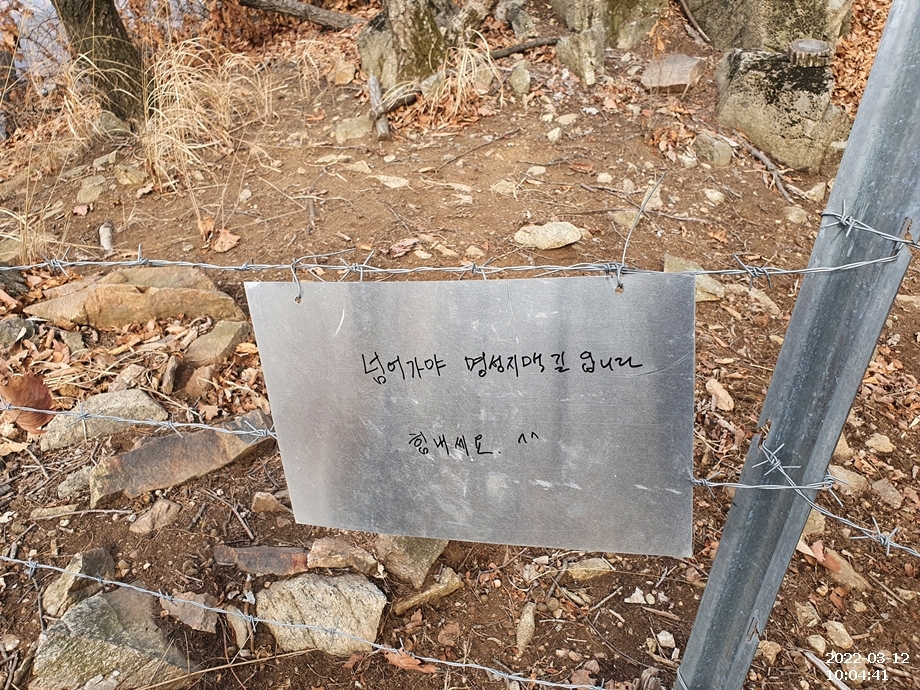 넘어가야 명성지맥길 입니다
힘내세요. ^^
2022-03-12
10:04:41